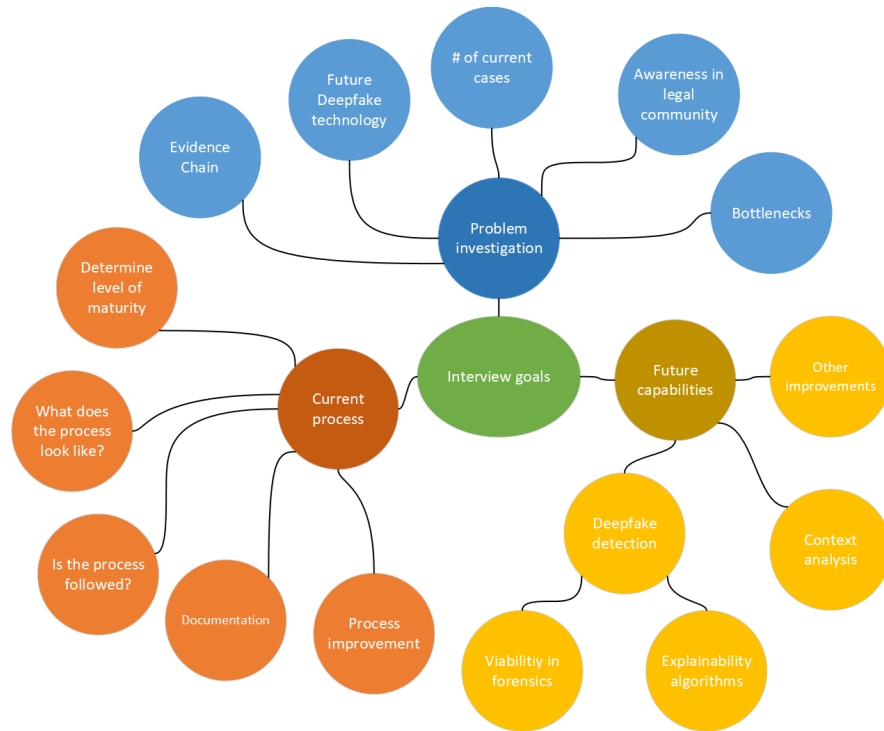 # of current
cases
Future
Deepfake
technology
Awareness in
legal
community
Evidence
Chain
Bottlenecks
Problem
investigation
Determine
level of
maturity
Interview goals
Future
capabilities
Other
improvements
Current
process
What does
the process
look like?
Deepfake
detection
Context
analysis
Is the process
followed?
Documentation
Process
improvement
Viabilitiy in
forensics
Explainability
algorithms